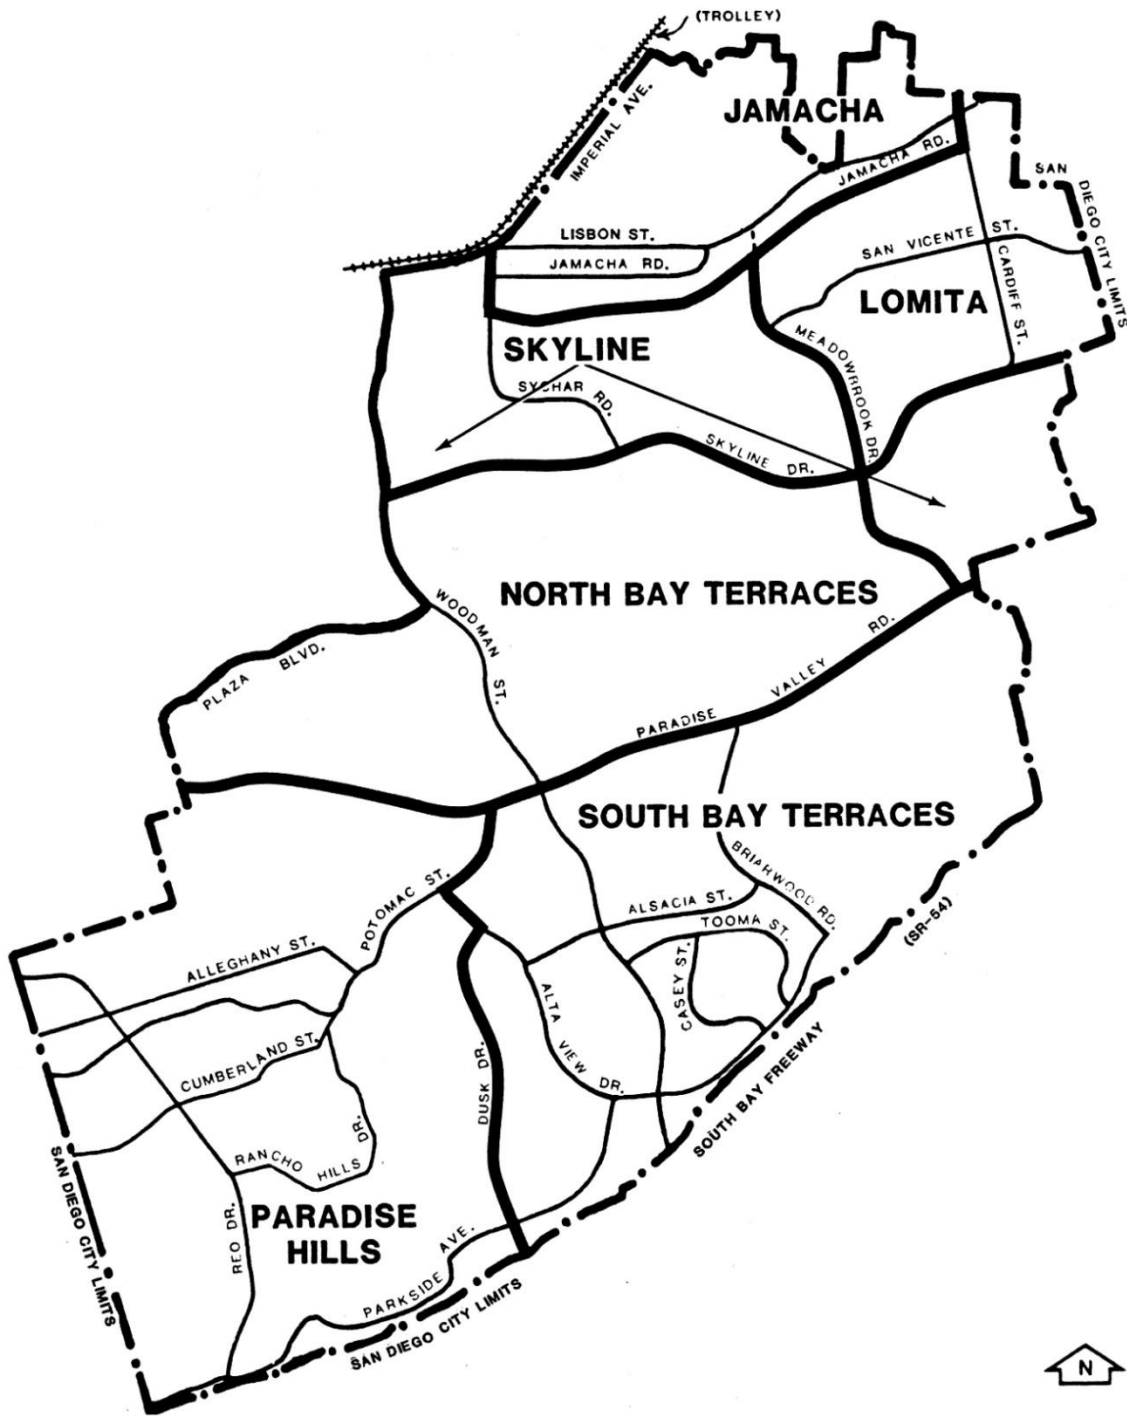 (TROLLEY)
IMPERIAL AVE.
JAMACHA
JAMACHA RD.
SAN DIEGO CITY LIMITS
LISBON ST.
JAMACHA RD.
SAN VICENTE ST.
CARDIFF ST.
LOMITA
SKYLINE
MEADOWBROOK DR.
SYCHAR RD.
SKYLINE DR.
NORTH BAY TERRACES
WOODMAN ST.
PLAZA BLVD.
PARADISE VALLEY RD.
SOUTH BAY TERRACES
BRIARWOOD RD.
POTOMAC ST.
ALSACIA ST.
TOOMA ST.
(SR-54)
ALLEGHANY ST.
CASEY ST.
ALTA VIEW DR.
CUMBERLAND ST.
DUSK DR.
SOUTH BAY FREEWAY
RANCHO HILLS DR.
SAN DIEGO CITY LIMITS
REO DR.
PARADISE
HILLS
PARKSIDE AVE.
SAN DIEGO CITY LIMITS
N